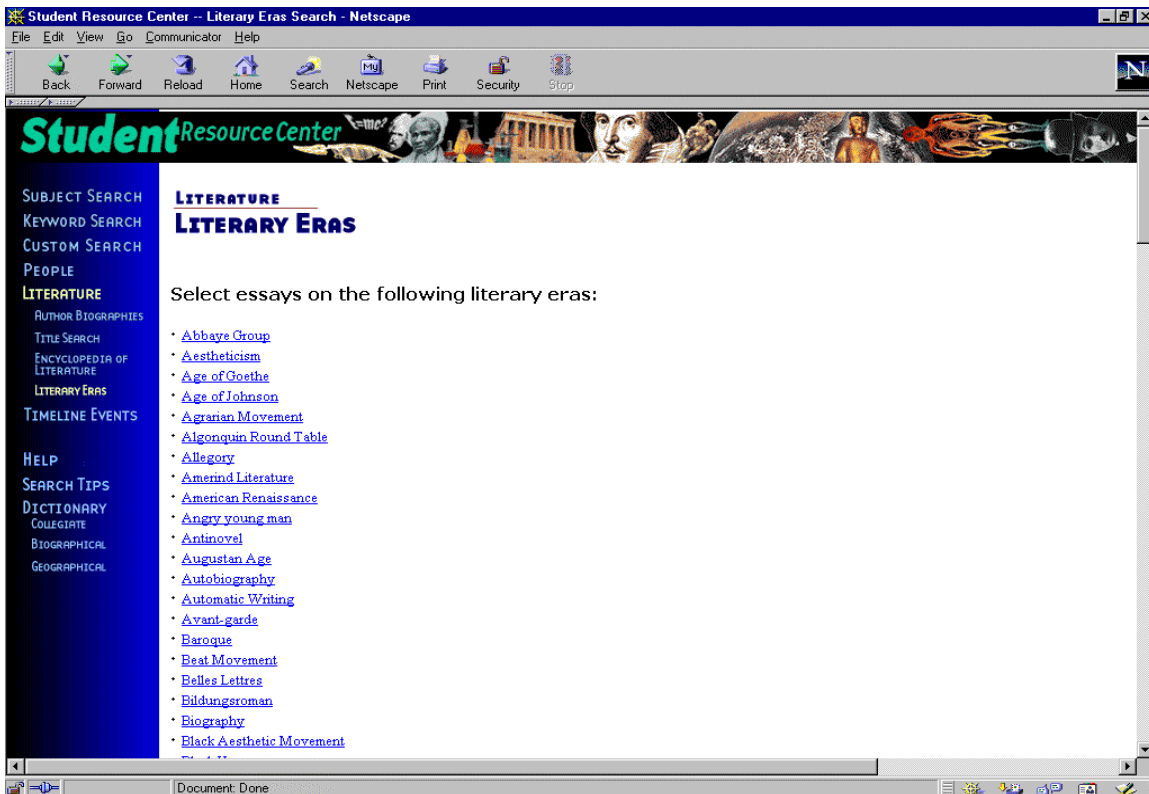 Student Resource Center -- Literary Eras Search - Netscape
File Edit View Go Communicator Help
Back Forward Reload Home Search Netscape Print Security Stop
My
N
Student Resource Center
E=mc²
SUBJECT SEARCH
KEYWORD SEARCH
CUSTOM SEARCH
PEOPLE
LITERATURE
AUTHOR BIOGRAPHIES
TITLE SEARCH
ENCYCLOPEDIA OF
LITERATURE
LITERARY ERAS
TIMELINE EVENTS
HELP
SEARCH TIPS
DICTIONARY
COLLEGIATE
BIOGRAPHICAL
GEOGRAPHICAL
LITERATURE
LITERARY ERAS
Select essays on the following literary eras:
• Abbaye Group
• Aestheticism
• Age of Goethe
• Age of Johnson
• Agrarian Movement
• Algonquin Round Table
• Allegory
• Amerind Literature
• American Renaissance
• Angry young man
• Antinovel
• Augustan Age
• Autobiography
• Automatic Writing
• Avant-garde
• Baroque
• Beat Movement
• Belles Lettres
• Bildungsroman
• Biography
• Black Aesthetic Movement
Document: Done